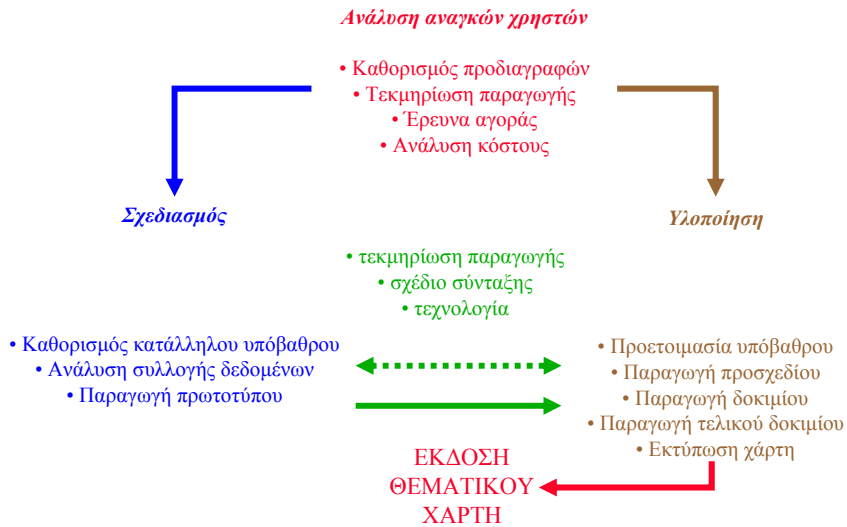 Ανάλυση αναγκών χρηστών
• Καθορισμός προδιαγραφών
• Τεκμηρίωση παραγωγής
• Έρευνα αγοράς
• Ανάλυση κόστους
Σχεδιασμός
Υλοποίηση
• τεκμηρίωση παραγωγής
• σχέδιο σύνταξης
• τεχνολογία
• Καθορισμός κατάλληλου υπόβαθρου
• Ανάλυση συλλογής δεδομένων
• Παραγωγή πρωτοτύπου
• Προετοιμασία υπόβαθρου
• Παραγωγή προσχεδίου
• Παραγωγή δοκιμίου
• Παραγωγή τελικού δοκιμίου
• Εκτύπωση χάρτη
ΕΚΔΟΣΗ
ΘΕΜΑΤΙΚΟΥ
ΧΑΡΤΗ